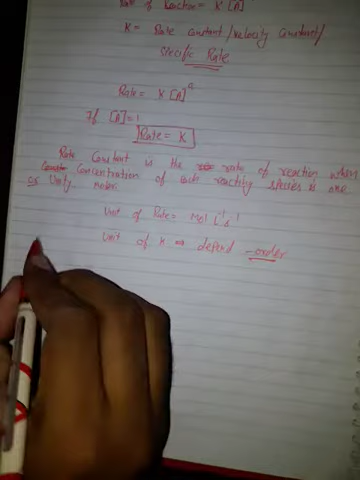 Rate of Reaction = K [A]
K = Rate Constant/Velocity Constant/
Specific Rate
Rate = K [A]
If [A]=1
Rate = K
Rate Constant is the rate of reaction when
Concentration of each reacting species is one
or Unity
Unit of Rate = Mol L⁻¹ s⁻¹
Unit of K ⇒ depend - order